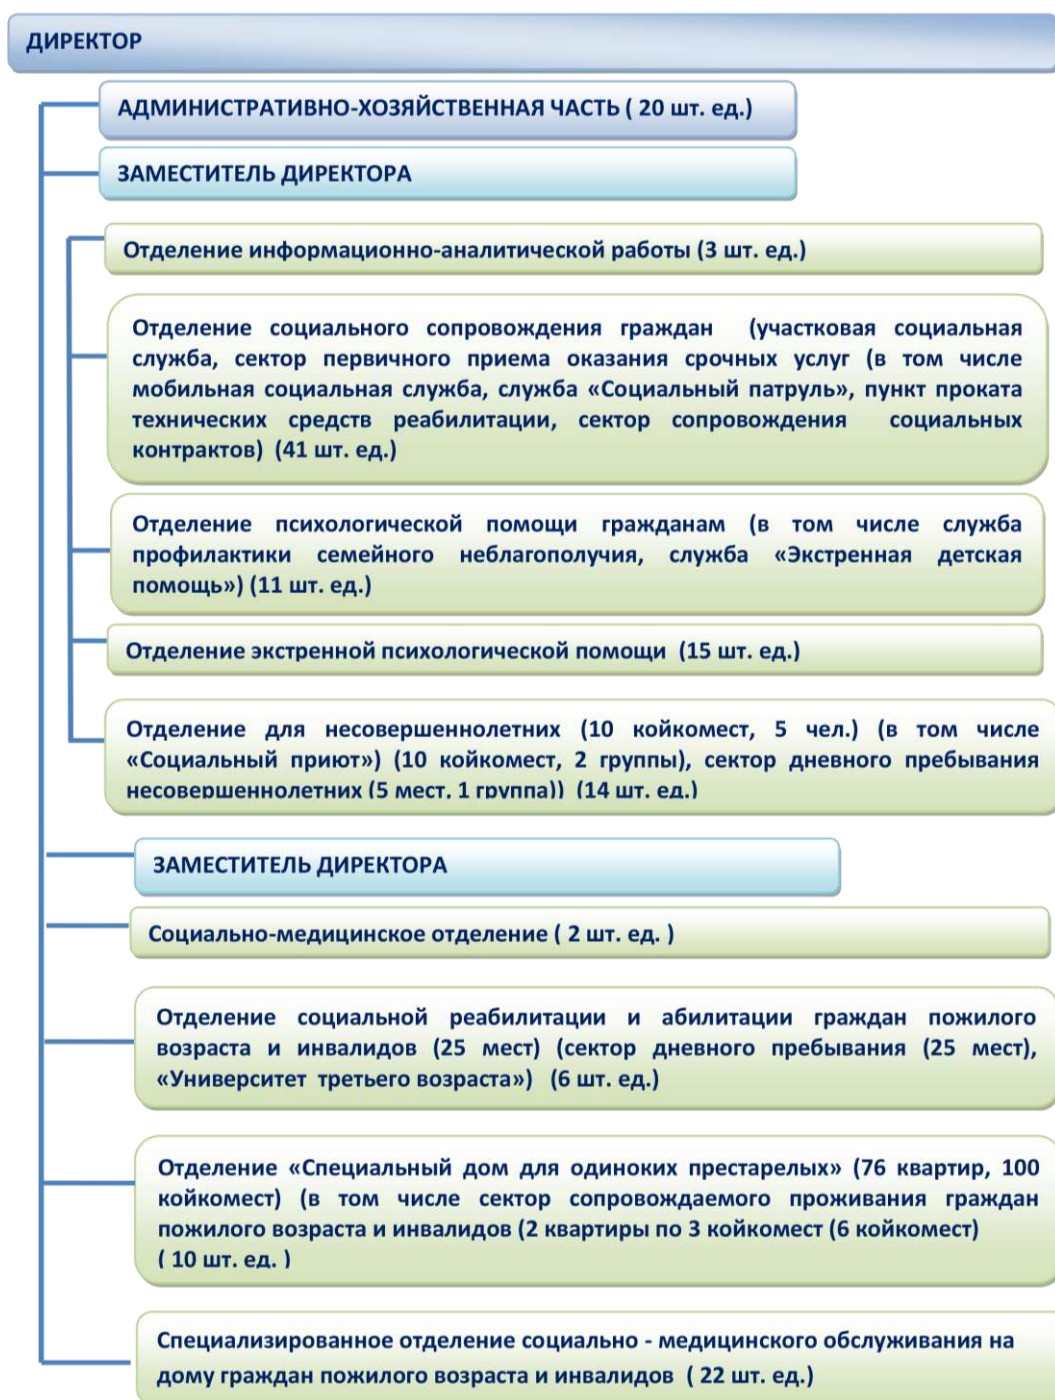 ДИРЕКТОР
АДМИНИСТРАТИВНО-ХОЗЯЙСТВЕННАЯ ЧАСТЬ ( 20 шт. ед.)
ЗАМЕСТИТЕЛЬ ДИРЕКТОРА
Отделение информационно-аналитической работы (3 шт. ед.)
Отделение социального сопровождения граждан (участковая социальная
служба, сектор первичного приема оказания срочных услуг (в том числе
мобильная социальная служба, служба «Социальный патруль», пункт проката
технических средств реабилитации, сектор сопровождения социальных
контрактов) (41 шт. ед.)
Отделение психологической помощи гражданам (в том числе служба
профилактики семейного неблагополучия, служба «Экстренная детская
помощь») (11 шт. ед.)
Отделение экстренной психологической помощи (15 шт. ед.)
Отделение для несовершеннолетних (10 койкомест, 5 чел.) (в том числе
«Социальный приют») (10 койкомест, 2 группы), сектор дневного пребывания
несовершеннолетних (5 мест, 1 группа)) (14 шт. ед.)
ЗАМЕСТИТЕЛЬ ДИРЕКТОРА
Социально-медицинское отделение ( 2 шт. ед. )
Отделение социальной реабилитации и абилитации граждан пожилого
возраста и инвалидов (25 мест) (сектор дневного пребывания (25 мест),
«Университет третьего возраста») (6 шт. ед.)
Отделение «Специальный дом для одиноких престарелых» (76 квартир, 100
койкомест) (в том числе сектор сопровождаемого проживания граждан
пожилого возраста и инвалидов (2 квартиры по 3 койкомест (6 койкомест)
( 10 шт. ед. )
Специализированное отделение социально - медицинского обслуживания на
дому граждан пожилого возраста и инвалидов ( 22 шт. ед.)